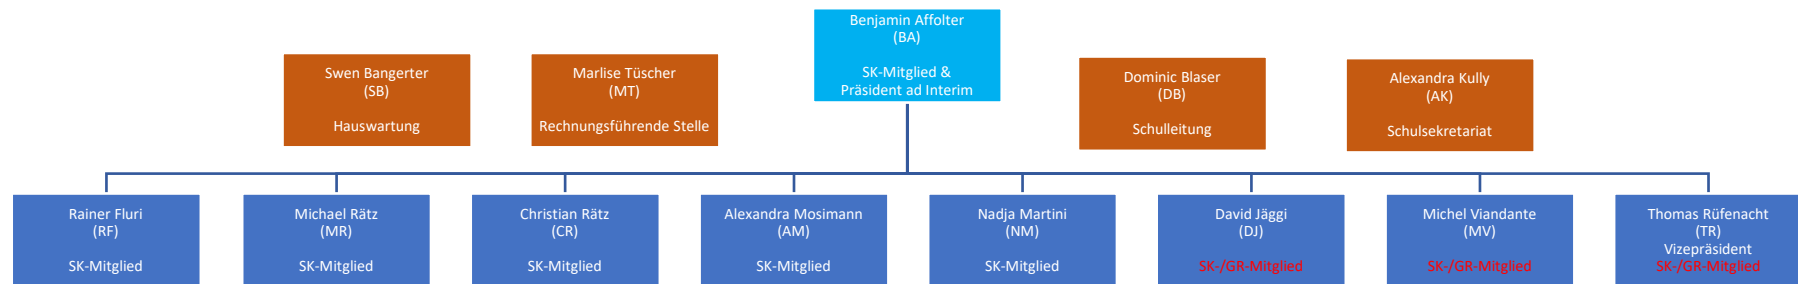 Benjamin Affolter
(BA)
SK-Mitglied &
Präsident ad Interim
Swen Bangerter
(SB)
Hauswartung
Marlise Tüscher
(MT)
Rechnungsführende Stelle
Dominic Blaser
(DB)
Schulleitung
Alexandra Kully
(AK)
Schulsekretariat
Rainer Fluri
(RF)
SK-Mitglied
Michael Rätz
(MR)
SK-Mitglied
Christian Rätz
(CR)
SK-Mitglied
Alexandra Mosimann
(AM)
SK-Mitglied
Nadja Martini
(NM)
SK-Mitglied
David Jäggi
(DJ)
SK-/GR-Mitglied
Michel Viandante
(MV)
SK-/GR-Mitglied
Thomas Rüfenacht
(TR)
Vizepräsident
SK-/GR-Mitglied